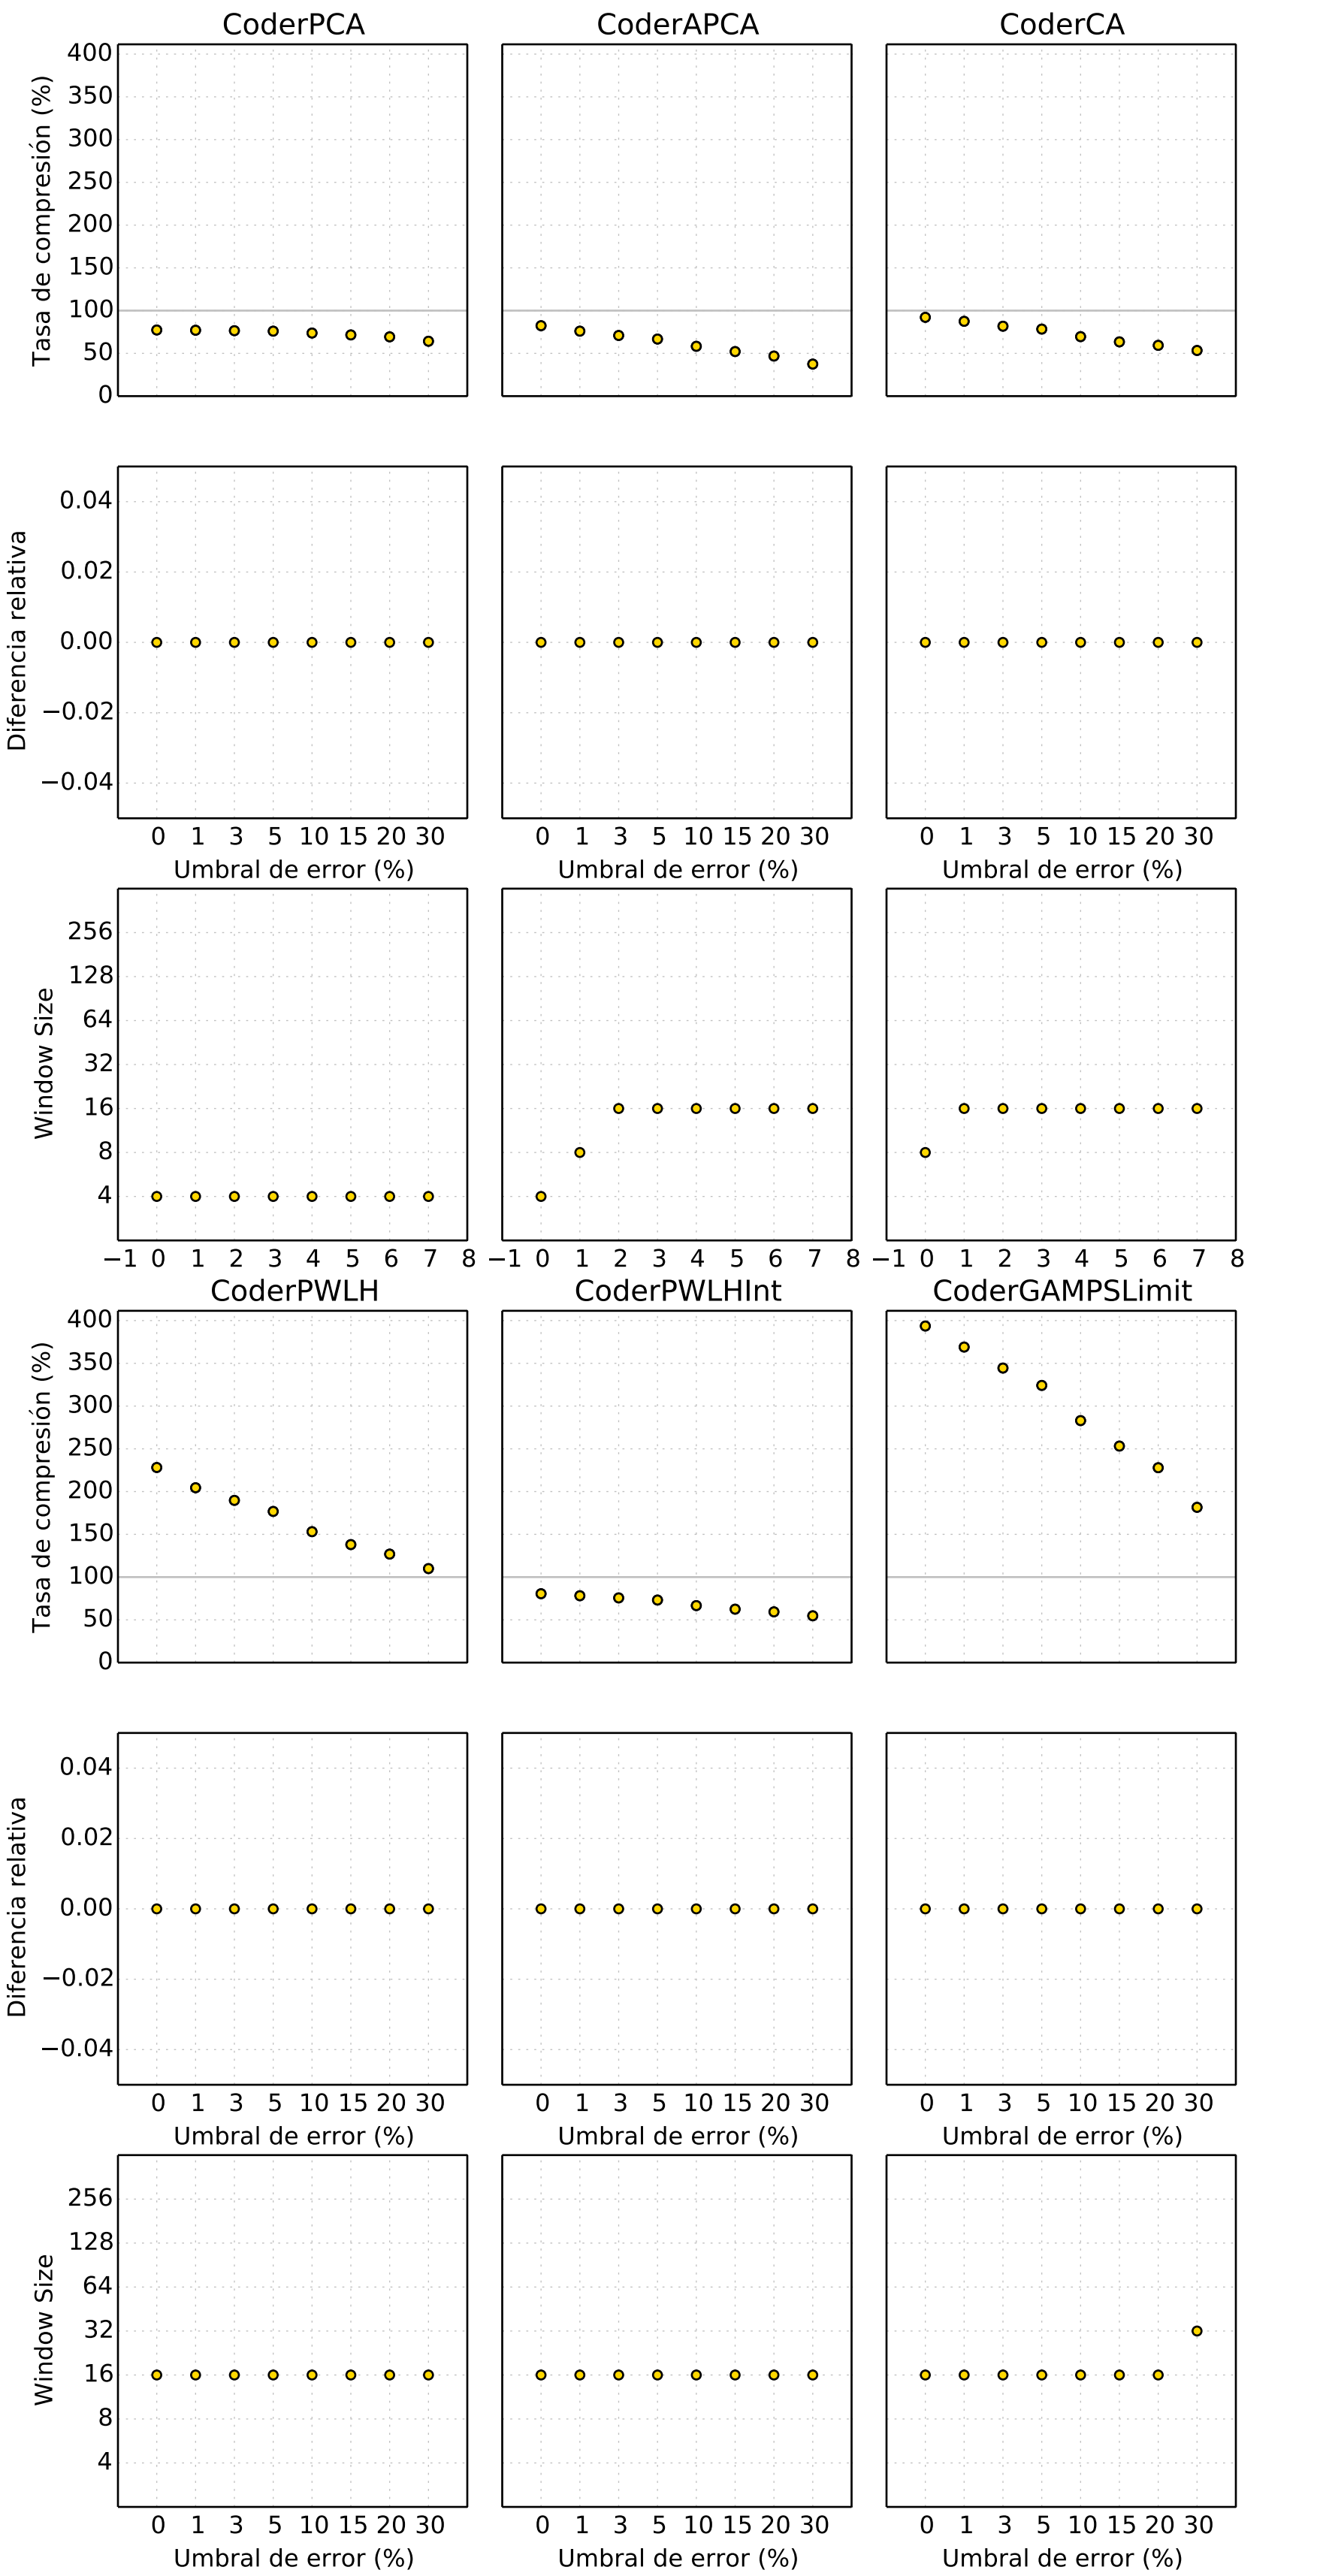 CoderPCA CoderAPCA CoderCA
Tasa de compresión (%)
400
350
300
250
200
150
100
50
0
Diferencia relativa
0.04
0.02
0.00
−0.02
−0.04
0 1 3 5 10 15 20 30 0 1 3 5 10 15 20 30 0 1 3 5 10 15 20 30
Umbral de error (%) Umbral de error (%) Umbral de error (%)
Window Size
256
128
64
32
16
8
4
−1 0 1 2 3 4 5 6 7 8 −1 0 1 2 3 4 5 6 7 8 −1 0 1 2 3 4 5 6 7 8
CoderPWLH CoderPWLHInt CoderGAMPSLimit
Tasa de compresión (%)
400
350
300
250
200
150
100
50
0
Diferencia relativa
0.04
0.02
0.00
−0.02
−0.04
0 1 3 5 10 15 20 30 0 1 3 5 10 15 20 30 0 1 3 5 10 15 20 30
Umbral de error (%) Umbral de error (%) Umbral de error (%)
Window Size
256
128
64
32
16
8
4
0 1 3 5 10 15 20 30 0 1 3 5 10 15 20 30 0 1 3 5 10 15 20 30
Umbral de error (%) Umbral de error (%) Umbral de error (%)